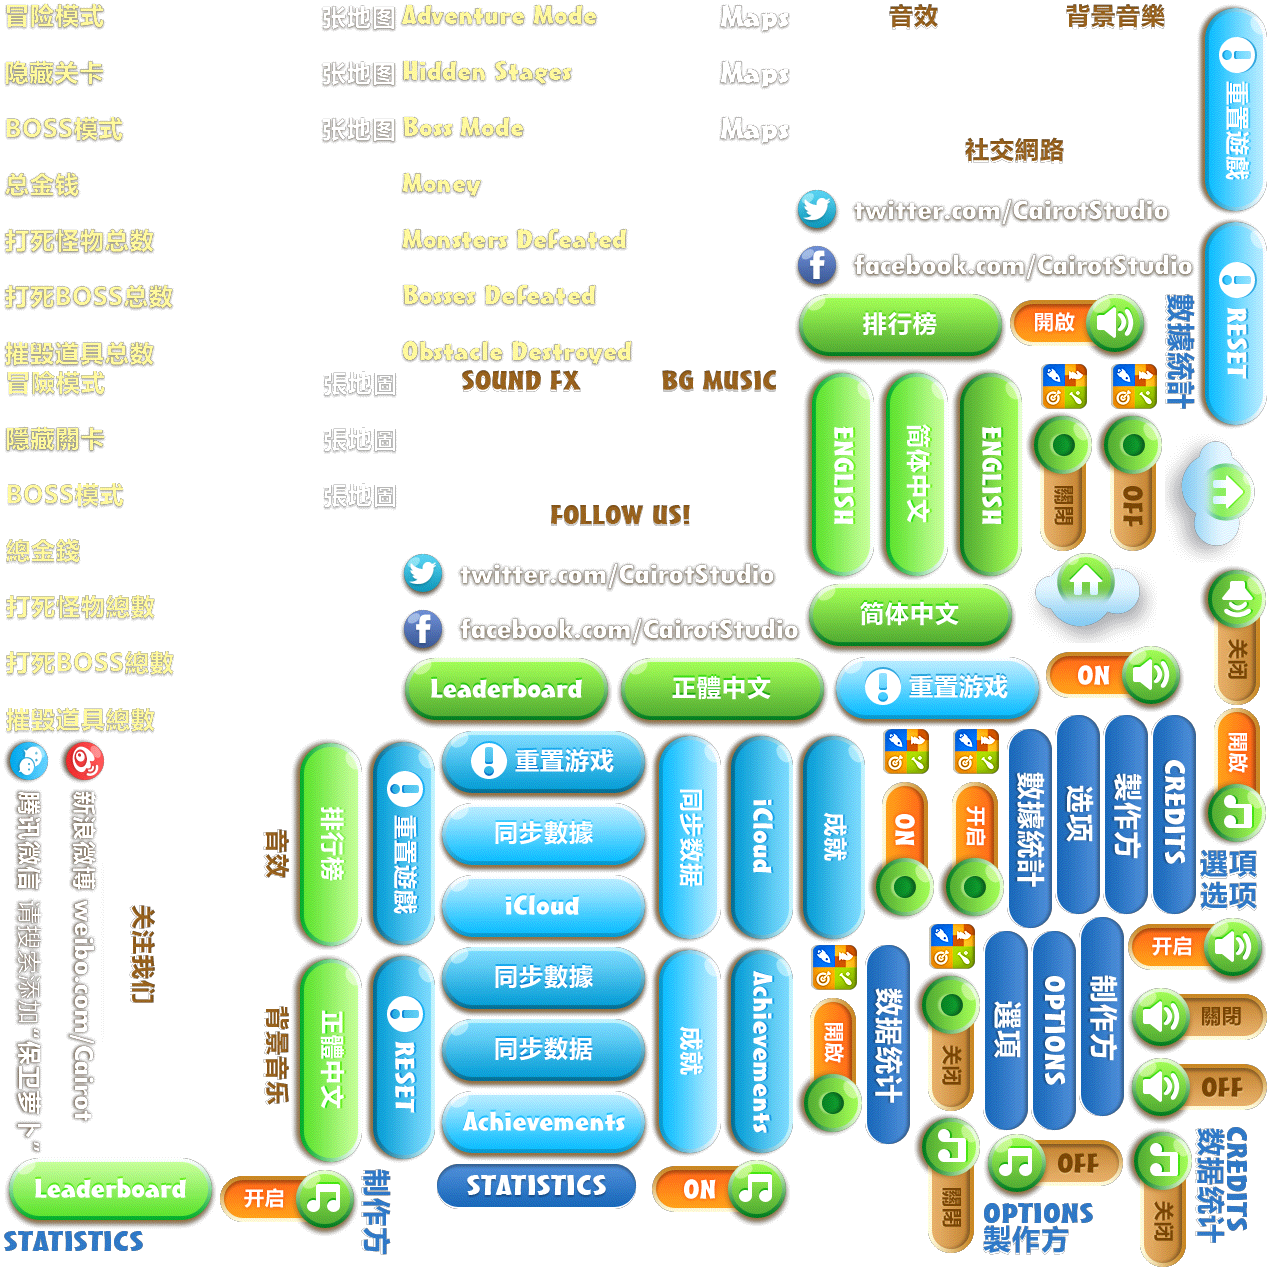 冒险模式 张地图
隐藏关卡 张地图
BOSS模式 张地图
总金钱
打死怪物总数
打死BOSS总数
摧毁道具总数
Adventure Mode Maps
Hidden Stages Maps
Boss Mode Maps
Money
Monsters Defeated
Bosses Defeated
Obstacle Destroyed
冒險模式 張地圖
隱藏關卡 張地圖
BOSS模式 張地圖
總金錢
打死怪物總數
打死BOSS總數
摧毀道具總數
音效 背景音樂
社交網路
twitter.com/CairotStudio
facebook.com/CairotStudio
排行榜
開啟
數據統計
重置遊戲
RESET
SOUND FX BG MUSIC
FOLLOW US!
twitter.com/CairotStudio
facebook.com/CairotStudio
ENGLISH
简体中文
ENGLISH
關閉
OFF
简体中文
关闭
Leaderboard
正體中文
重置游戏
ON
腾讯微信 请搜索添加“保卫萝卜”
新浪微博 weibo.com/Cairot
关注我们
音效
背景音乐
排行榜
正體中文
重置遊戲
RESET
重置游戏
同步數據
iCloud
同步數據
同步数据
Achievements
STATISTICS
同步数据
iCloud
成就
成就
Achievements
ON
ON
开启
數據統計
选项
製作方
CREDITS
開啟
選項
选项
開啟
数据统计
关闭
選項
OPTIONS
制作方
开启
關閉
OFF
關閉
OFF
关闭
CREDITS
数据统计
OPTIONS
製作方
Leaderboard
开启
制作方
STATISTICS